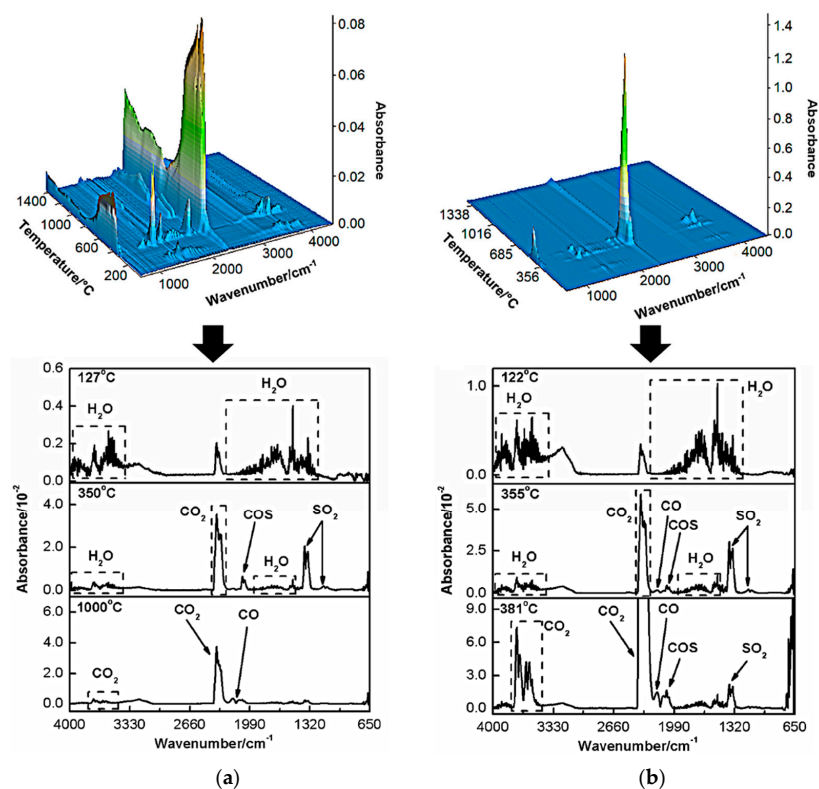 0.08
0.06
0.04
0.02
0.00
Absorbance
1400
1000
600
200
Temperature/°C
1000
2000
3000
4000
Wavenumber/cm⁻¹
1.4
1.2
1.0
0.8
0.6
0.4
0.2
0.0
Absorbance
1338
1016
685
356
Temperature/°C
1000
2000
3000
4000
Wavenumber/cm⁻¹
Absorbance/10⁻²
0.6
0.4
0.2
0.0
127°C
H₂O
H₂O
4.0
2.0
0.0
350°C
H₂O
CO₂
COS
H₂O
SO₂
6.0
4.0
2.0
0.0
1000°C
CO₂
CO₂
CO
4000 3330 2660 1990 1320 650
Wavenumber/cm⁻¹
(a)
Absorbance/10⁻²
1.0
0.0
122°C
H₂O
H₂O
5.0
2.5
0.0
355°C
H₂O
CO₂
CO
COS
H₂O
SO₂
9.0
6.0
3.0
0.0
381°C
CO₂
CO₂
CO
COS
SO₂
4000 3330 2660 1990 1320 650
Wavenumber/cm⁻¹
(b)